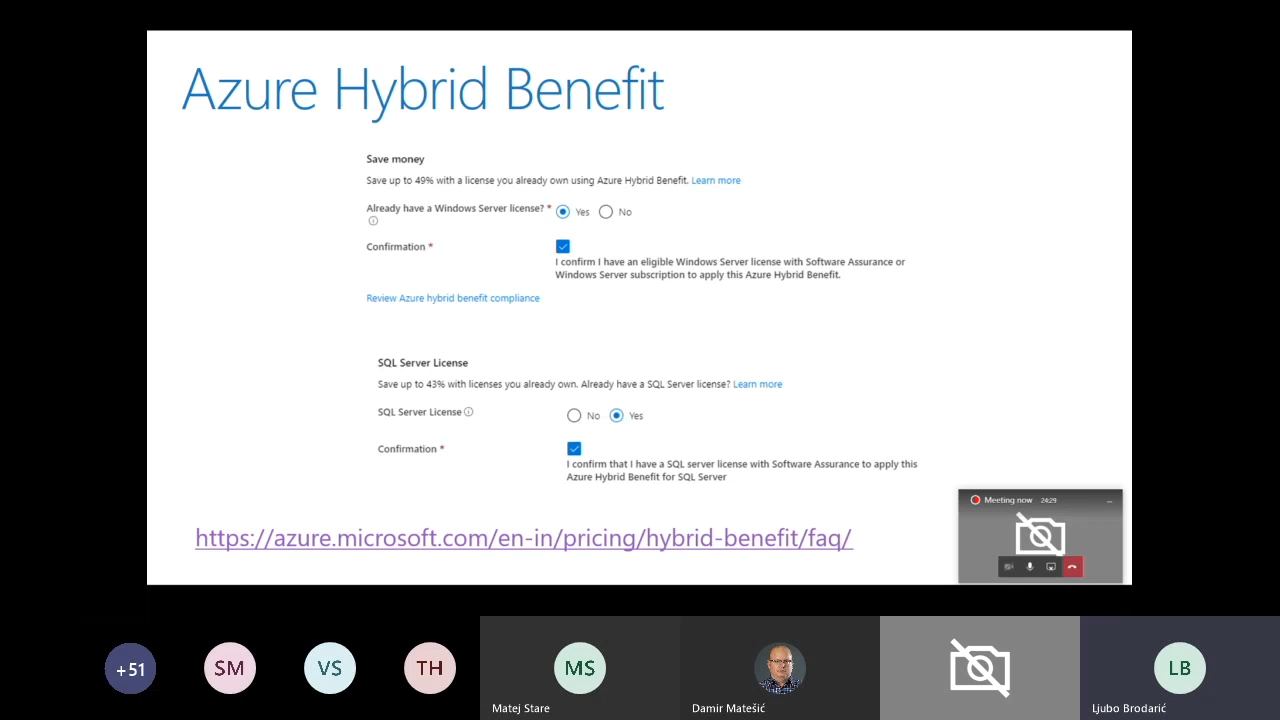 Azure Hybrid Benefit
Save money
Save up to 49% with a license you already own using Azure Hybrid Benefit. Learn more
Already have a Windows Server license? * Yes No
Confirmation *
I confirm I have an eligible Windows Server license with Software Assurance or
Windows Server subscription to apply this Azure Hybrid Benefit.
Review Azure hybrid benefit compliance
SQL Server License
Save up to 43% with licenses you already own. Already have a SQL Server license? Learn more
SQL Server License No Yes
Confirmation *
I confirm that I have a SQL server license with Software Assurance to apply this
Azure Hybrid Benefit for SQL Server
https://azure.microsoft.com/en-in/pricing/hybrid-benefit/faq/
Meeting now 24:29
+51 SM VS TH MS LB
Matej Stare Damir Matešić Ljubo Brodarić